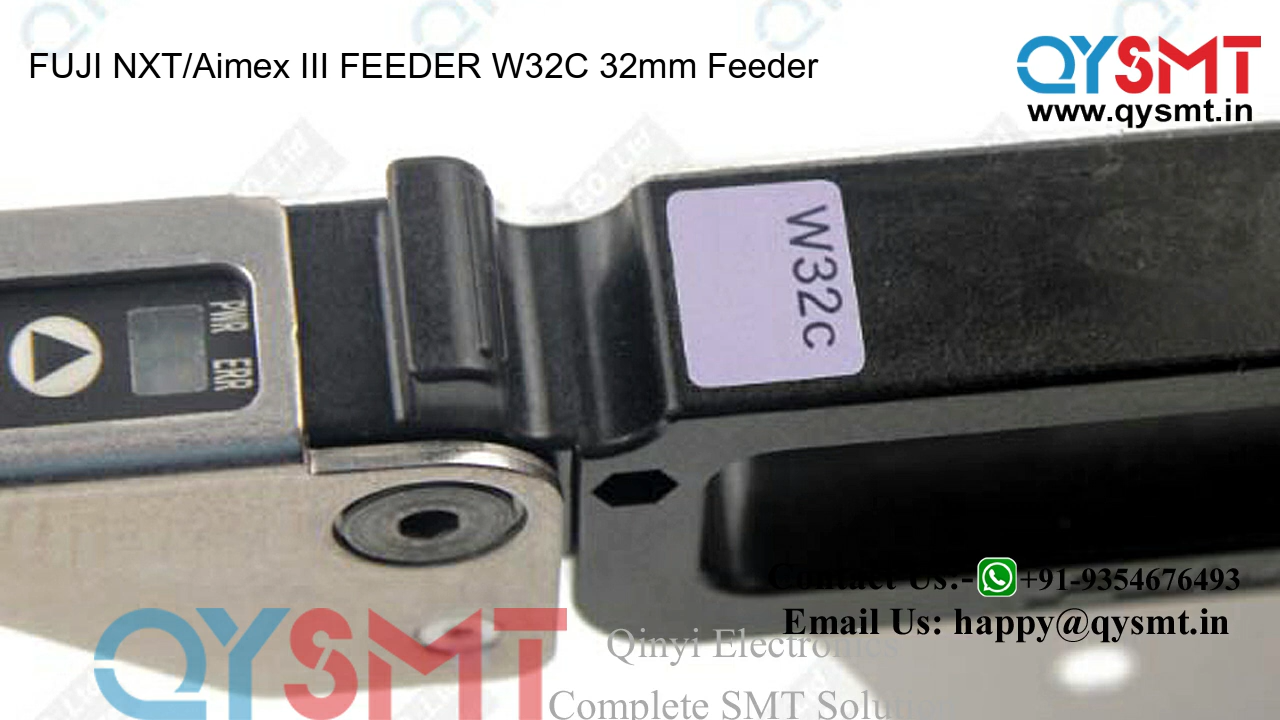 FUJI NXT/Aimex III FEEDER W32C 32mm Feeder
QYSMT
www.qysmt.in
W32c
PWR
ERR
Contact Us:-+91-9354676493
Email Us: happy@qysmt.in
QYSMT
Qinyi Electronics
Complete SMT Solution